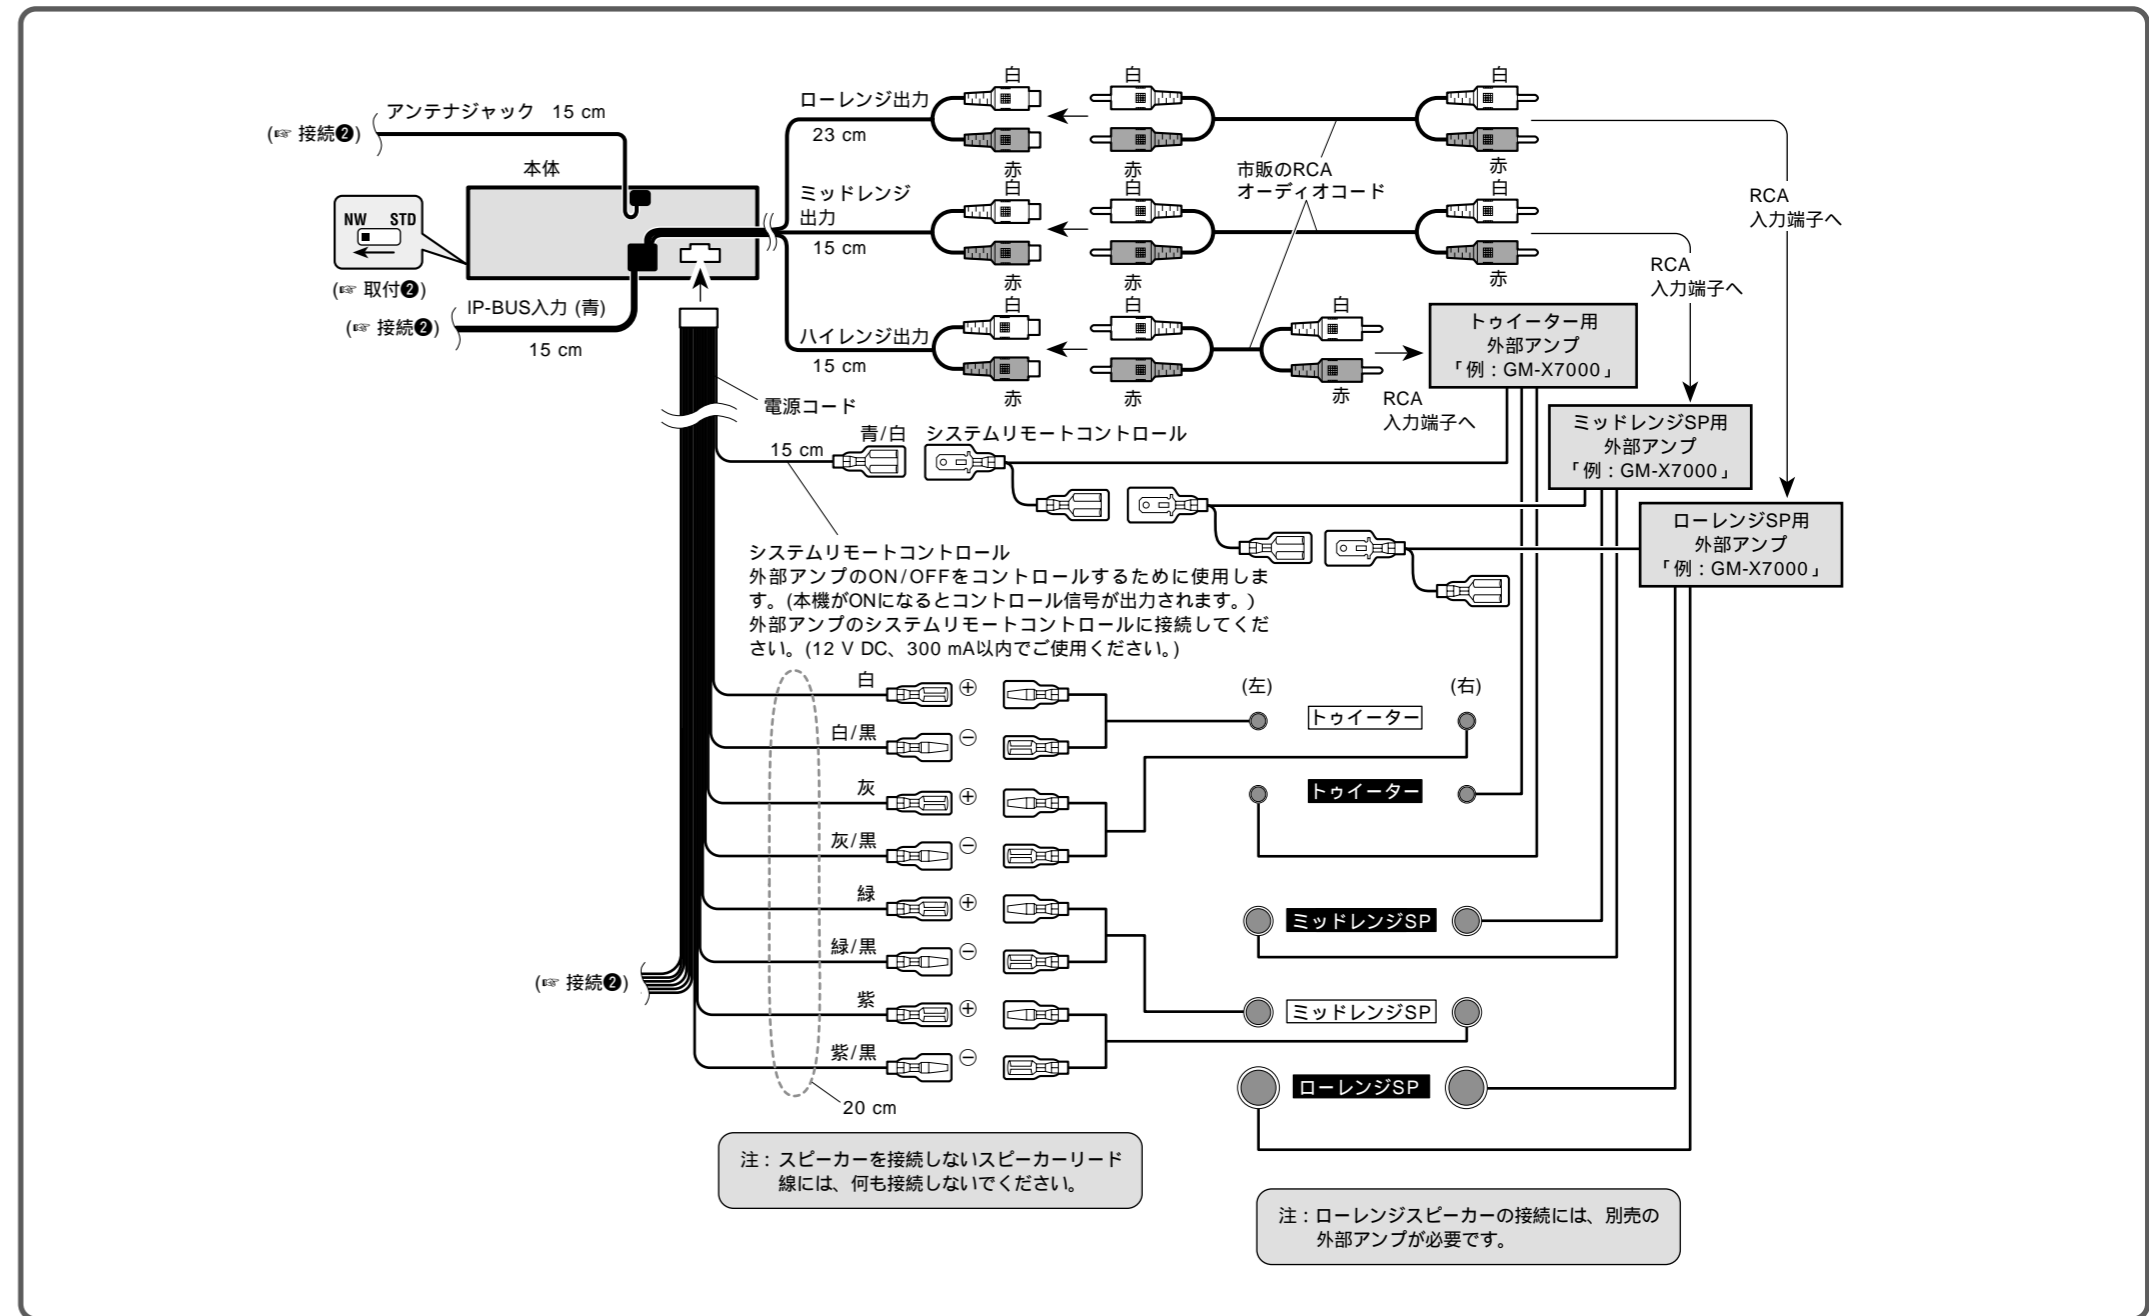 アンテナジャック 15 cm
(☞ 接続❷)
本体
NW STD
(☞ 取付❷)
IP-BUS入力 (青)
(☞ 接続❷)
15 cm
ローレンジ出力
23 cm
白
赤
白
赤
白
赤
ミッドレンジ
出力
15 cm
白
赤
白
赤
白
赤
市販のRCA
オーディオコード
RCA
入力端子へ
RCA
入力端子へ
ハイレンジ出力
15 cm
白
赤
白
赤
白
赤
RCA
入力端子へ
トゥイーター用
外部アンプ
「例：GM-X7000」
ミッドレンジSP用
外部アンプ
「例：GM-X7000」
ローレンジSP用
外部アンプ
「例：GM-X7000」
電源コード
15 cm
青/白
システムリモートコントロール
システムリモートコントロール
外部アンプのON/OFFをコントロールするために使用しま
す。(本機がONになるとコントロール信号が出力されます。)
外部アンプのシステムリモートコントロールに接続してくだ
さい。(12 V DC、300 mA以内でご使用ください。)
白 ⊕
白/黒 ⊖
灰 ⊕
灰/黒 ⊖
緑 ⊕
緑/黒 ⊖
紫 ⊕
紫/黒 ⊖
20 cm
(☞ 接続❷)
(左) (右)
トゥイーター
トゥイーター
ミッドレンジSP
ミッドレンジSP
ローレンジSP
注：スピーカーを接続しないスピーカーリード
線には、何も接続しないでください。
注：ローレンジスピーカーの接続には、別売の
外部アンプが必要です。